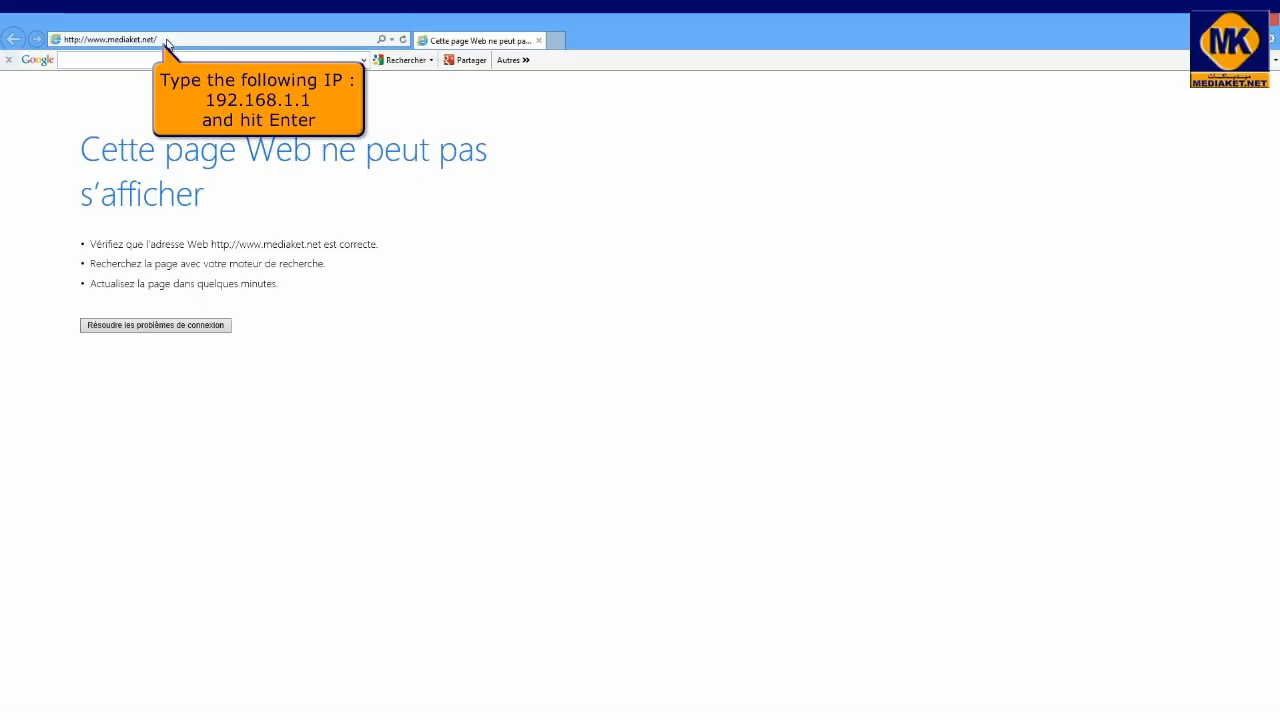 http://www.mediaket.net/
Cette page Web ne peut pa...
MK
MEDIAKET.NET
Google
Rechercher
Partager
Autres »
Type the following IP :
192.168.1.1
and hit Enter
Cette page Web ne peut pas
s’afficher
• Vérifiez que l'adresse Web http://www.mediaket.net est correcte.
• Recherchez la page avec votre moteur de recherche.
• Actualisez la page dans quelques minutes.
Résoudre les problèmes de connexion